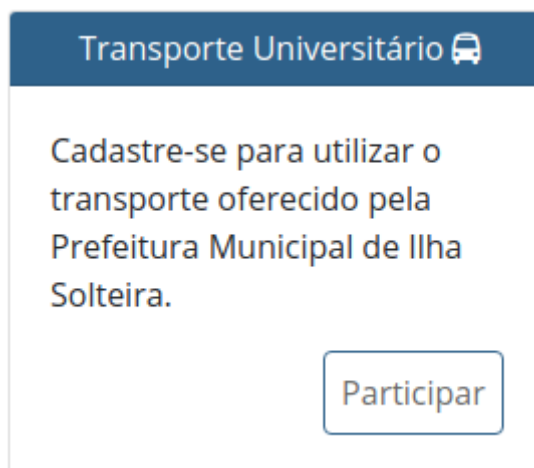 Transporte Universitário
Cadastre-se para utilizar o
transporte oferecido pela
Prefeitura Municipal de Ilha
Solteira.
Participar